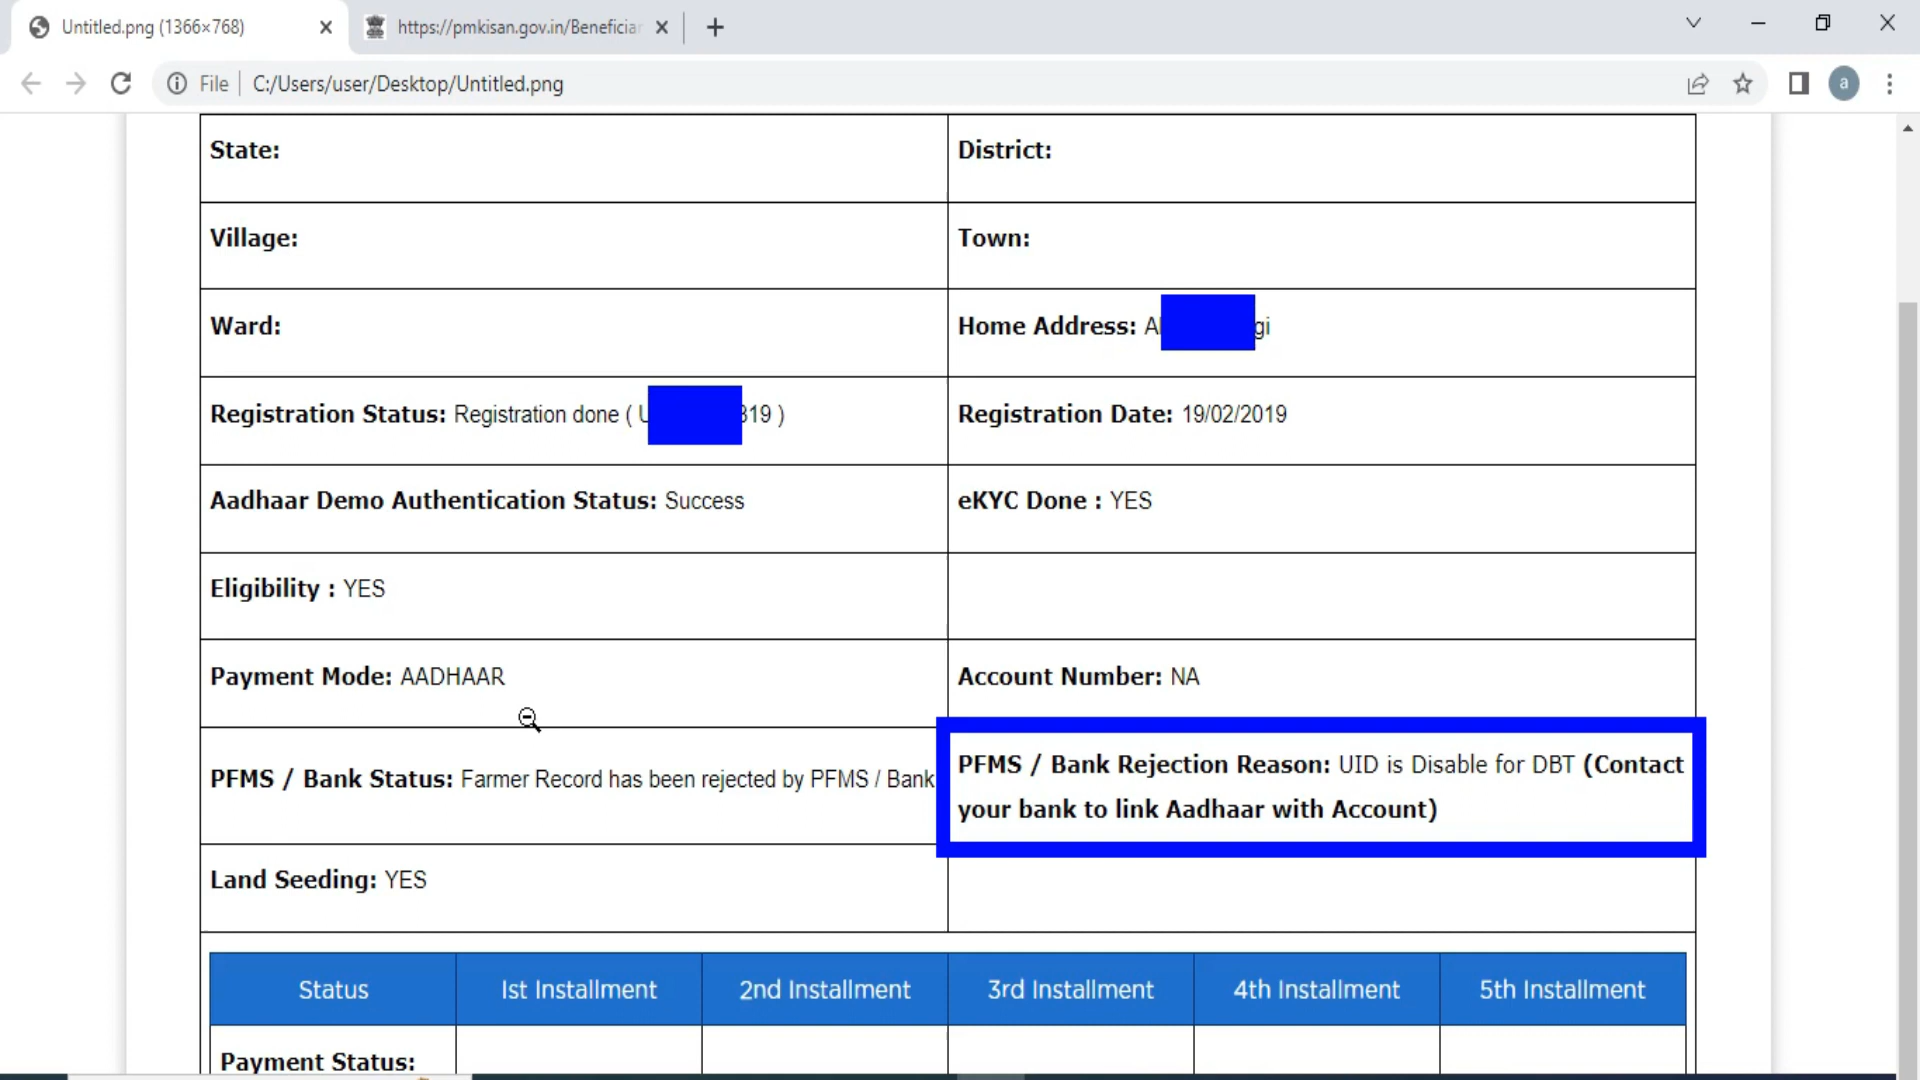 Untitled.png (1366×768)
https://pmkisan.gov.in/Beneficiar
File
C:/Users/user/Desktop/Untitled.png
a
State:
District:
Village:
Town:
Ward:
Home Address: A gi
Registration Status: Registration done ( U 319 )
Registration Date: 19/02/2019
Aadhaar Demo Authentication Status: Success
eKYC Done : YES
Eligibility : YES
Payment Mode: AADHAAR
Account Number: NA
PFMS / Bank Status: Farmer Record has been rejected by PFMS / Bank
PFMS / Bank Rejection Reason: UID is Disable for DBT (Contact
your bank to link Aadhaar with Account)
Land Seeding: YES
Status
Ist Installment
2nd Installment
3rd Installment
4th Installment
5th Installment
Payment Status: